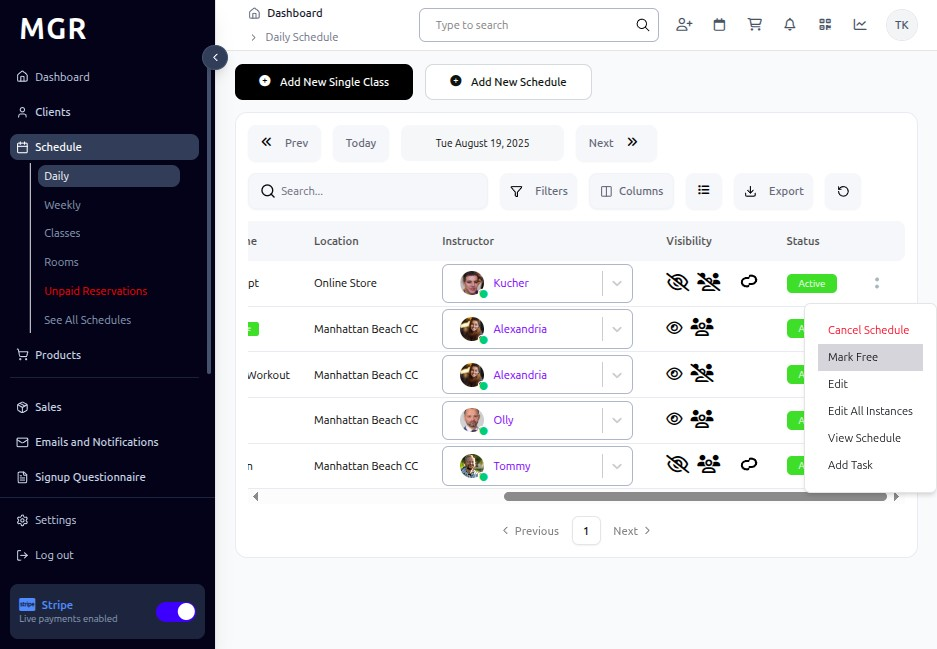 MGR
Dashboard
Clients
Schedule
Daily
Weekly
Classes
Rooms
Unpaid Reservations
See All Schedules
Products
Sales
Emails and Notifications
Signup Questionnaire
Settings
Log out
Stripe
Live payments enabled
Dashboard
Daily Schedule
Type to search
TK
Add New Single Class
Add New Schedule
Prev
Today
Tue August 19, 2025
Next
Search...
Filters
Columns
Export
Location Instructor Visibility Status
pt Online Store Kucher Active
Manhattan Beach CC Alexandria
Workout Manhattan Beach CC Alexandria
Manhattan Beach CC Olly
Manhattan Beach CC Tommy
Cancel Schedule
Mark Free
Edit
Edit All Instances
View Schedule
Add Task
Previous 1 Next